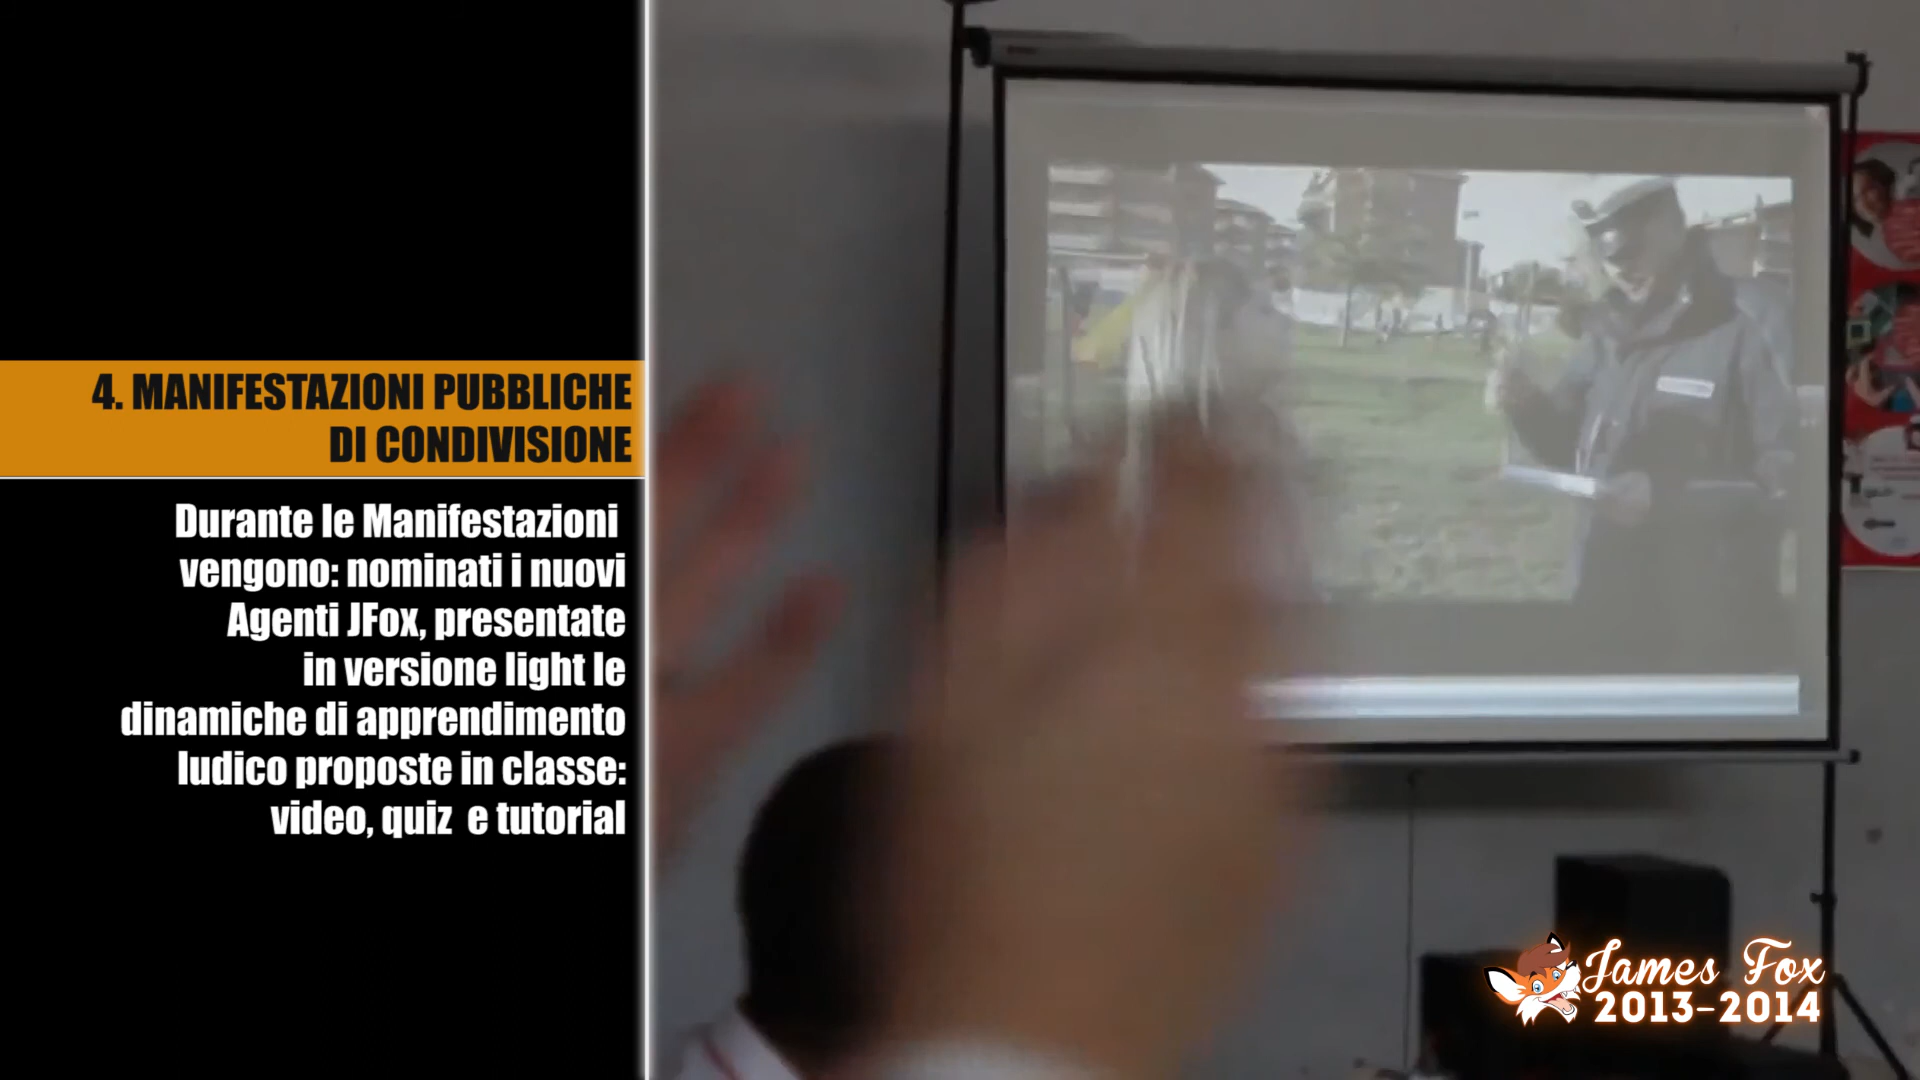 4. MANIFESTAZIONI PUBBLICHE
DI CONDIVISIONE
Durante le Manifestazioni
vengono: nominati i nuovi
Agenti JFox, presentate
in versione light le
dinamiche di apprendimento
ludico proposte in classe:
video, quiz e tutorial
James Fox
2013-2014